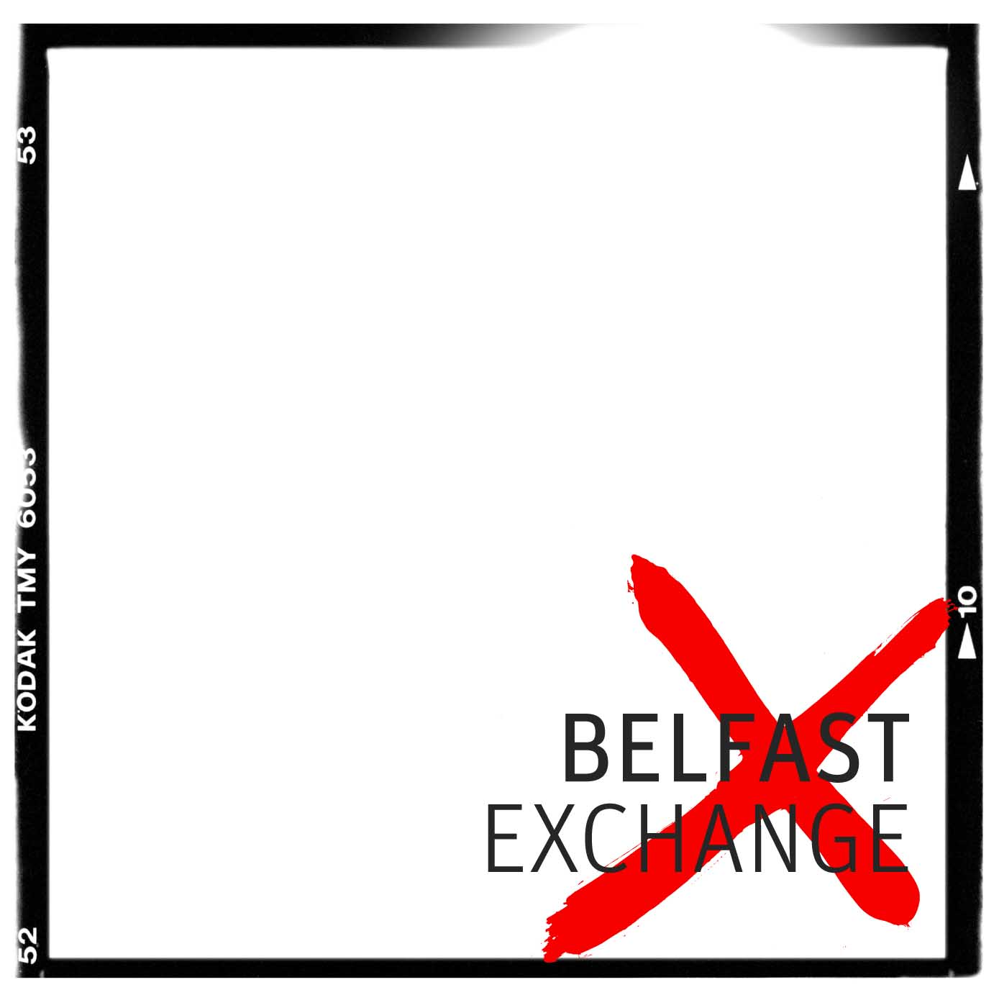 53
KODAK TMY 6053
52
10
BELFAST
EXCHANGE